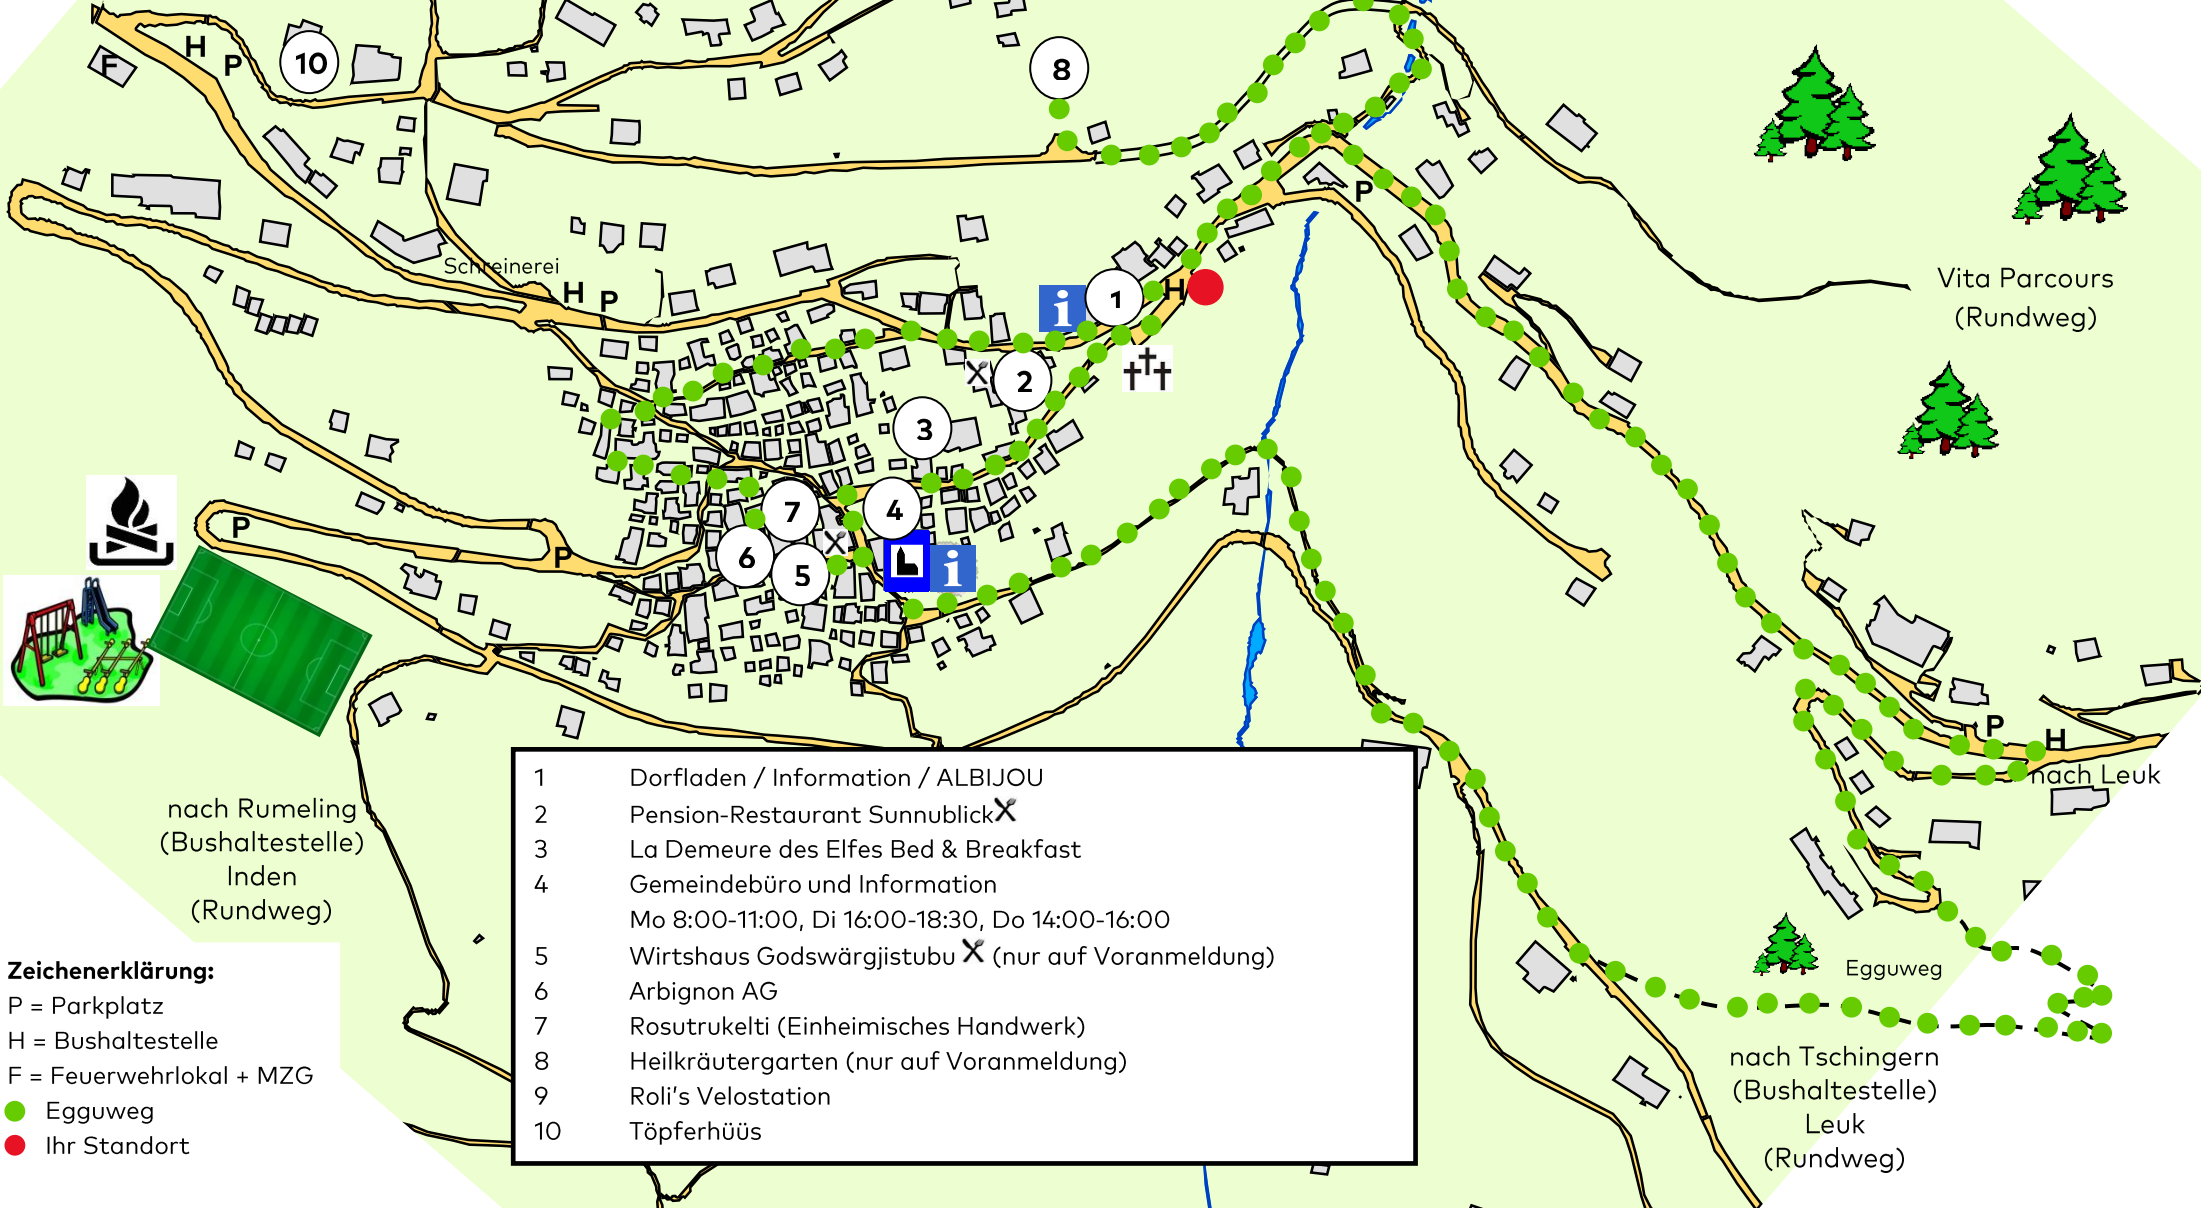 H
P
F
10
8
P
Schreinerei
H
P
i
1
H
Vita Parcours
(Rundweg)
2
3
7
4
6
5
i
P
P
P
H
nach Leuk
nach Rumeling
(Bushaltestelle)
Inden
(Rundweg)
Egguweg
nach Tschingern
(Bushaltestelle)
Leuk
(Rundweg)
1 Dorfladen / Information / ALBIJOU
2 Pension-Restaurant Sunnublick
3 La Demeure des Elfes Bed & Breakfast
4 Gemeindebüro und Information
Mo 8:00-11:00, Di 16:00-18:30, Do 14:00-16:00
5 Wirtshaus Godswärgjistubu (nur auf Voranmeldung)
6 Arbignon AG
7 Rosutrukelti (Einheimisches Handwerk)
8 Heilkräutergarten (nur auf Voranmeldung)
9 Roli's Velostation
10 Töpferhüüs
Zeichenerklärung:
P = Parkplatz
H = Bushaltestelle
F = Feuerwehrlokal + MZG
Egguweg
Ihr Standort